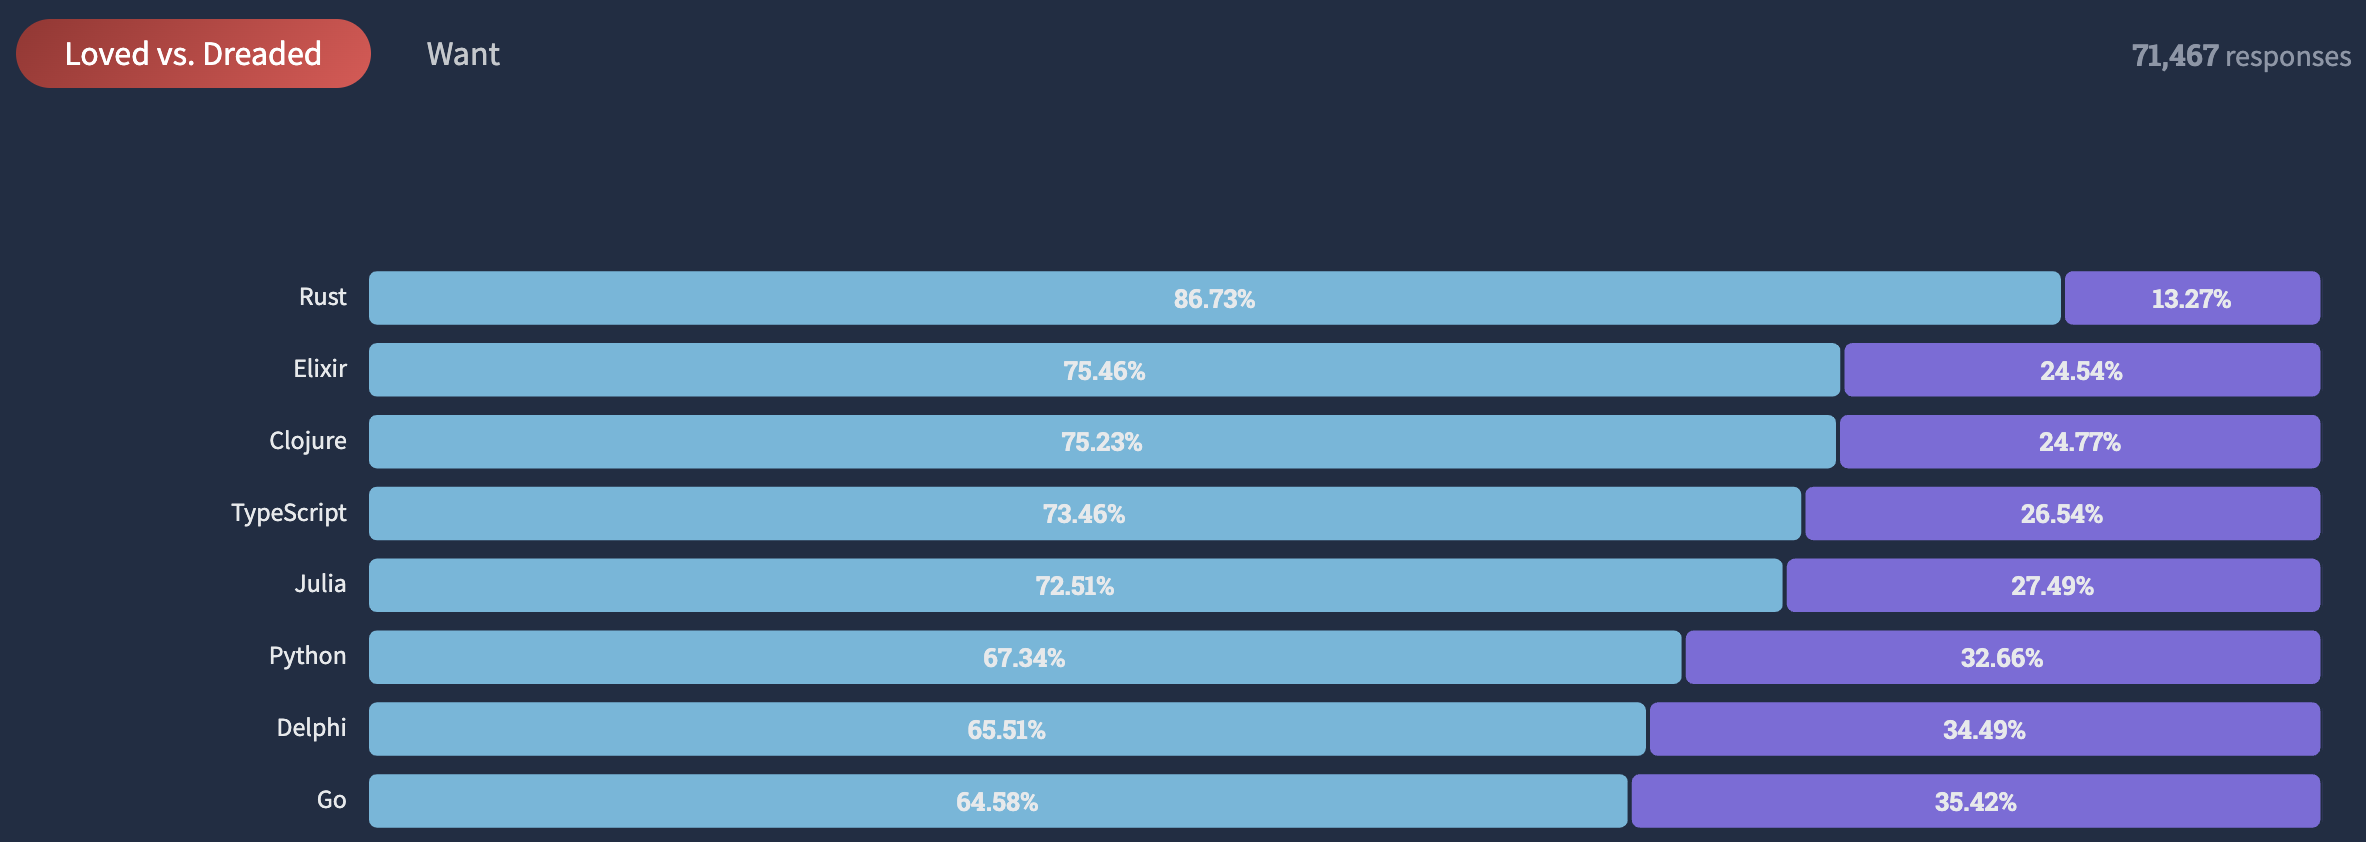 Loved vs. Dreaded Want 71,467 responses
Rust 86.73% 13.27%
Elixir 75.46% 24.54%
Clojure 75.23% 24.77%
TypeScript 73.46% 26.54%
Julia 72.51% 27.49%
Python 67.34% 32.66%
Delphi 65.51% 34.49%
Go 64.58% 35.42%